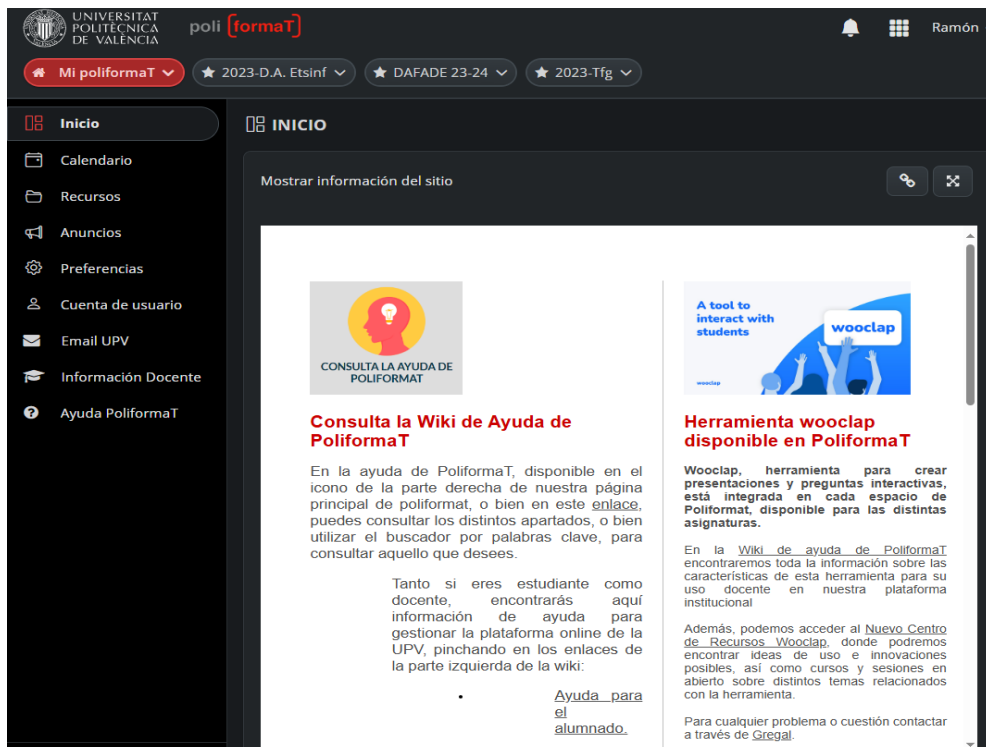 UNIVERSITAT
POLITÈCNICA
DE VALÈNCIA
poli [formaT]
Ramón
Mi poliformaT
2023-D.A. Etsinf
DAFADE 23-24
2023-Tfg
Inicio
Calendario
Recursos
Anuncios
Preferencias
Cuenta de usuario
Email UPV
Información Docente
Ayuda PoliformaT
INICIO
Mostrar información del sitio
CONSULTA LA AYUDA DE
POLIFORMAT
Consulta la Wiki de Ayuda de
PoliformaT
En la ayuda de PoliformaT, disponible en el
icono de la parte derecha de nuestra página
principal de poliformat, o bien en este enlace,
puedes consultar los distintos apartados, o bien
utilizar el buscador por palabras clave, para
consultar aquello que desees.
Tanto si eres estudiante como
docente, encontrarás aquí
información de ayuda para
gestionar la plataforma online de la
UPV, pinchando en los enlaces de
la parte izquierda de la wiki:
• Ayuda para
el
alumnado.
A tool to
interact with
students
wooclap
wooclap
Herramienta wooclap
disponible en PoliformaT
Wooclap, herramienta para crear
presentaciones y preguntas interactivas,
está integrada en cada espacio de
Poliformat, disponible para las distintas
asignaturas.
En la Wiki de ayuda de PoliformaT
encontraremos toda la información sobre las
características de esta herramienta para su
uso docente en nuestra plataforma
institucional
Además, podemos acceder al Nuevo Centro
de Recursos Wooclap, donde podremos
encontrar ideas de uso e innovaciones
posibles, así como cursos y sesiones en
abierto sobre distintos temas relacionados
con la herramienta.
Para cualquier problema o cuestión contactar
a través de Gregal.